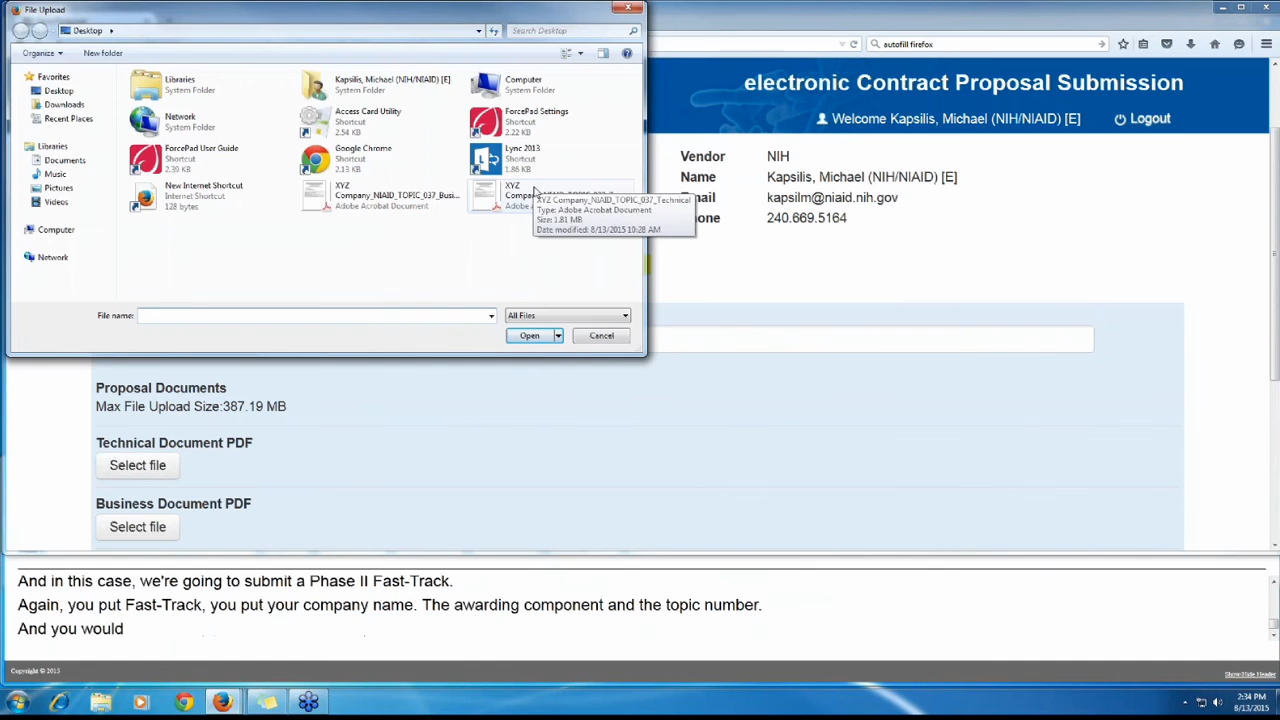 File Upload
Desktop
Search Desktop
Organize
New folder
Favorites
Desktop
Downloads
Recent Places
Libraries
Documents
Music
Pictures
Videos
Computer
Network
Libraries
System Folder
Kapsilis, Michael (NIH/NIAID) [E]
System Folder
Computer
System Folder
Network
System Folder
Access Card Utility
Shortcut
2.54 KB
ForcePad Settings
Shortcut
2.22 KB
ForcePad User Guide
Shortcut
2.39 KB
Google Chrome
Shortcut
2.13 KB
Lync 2013
Shortcut
1.86 KB
New Internet Shortcut
Internet Shortcut
128 bytes
XYZ
Company_NIAID_TOPIC_037_Busi...
Adobe Acrobat Document
XYZ
XYZ Company_NIAID_TOPIC_037_Technical
Type: Adobe Acrobat Document
Size: 1.81 MB
Date modified: 8/13/2015 10:28 AM
File name:
All Files
Open
Cancel
autofill firefox
electronic Contract Proposal Submission
Welcome Kapsilis, Michael (NIH/NIAID) [E]
Logout
Vendor NIH
Name Kapsilis, Michael (NIH/NIAID) [E]
Email kapsilm@niaid.nih.gov
Phone 240.669.5164
Proposal Documents
Max File Upload Size:387.19 MB
Technical Document PDF
Select file
Business Document PDF
Select file
And in this case, we're going to submit a Phase II Fast-Track.
Again, you put Fast-Track, you put your company name. The awarding component and the topic number.
And you would
Copyright © 2015
Show/Hide Header
2:34 PM
8/13/2015